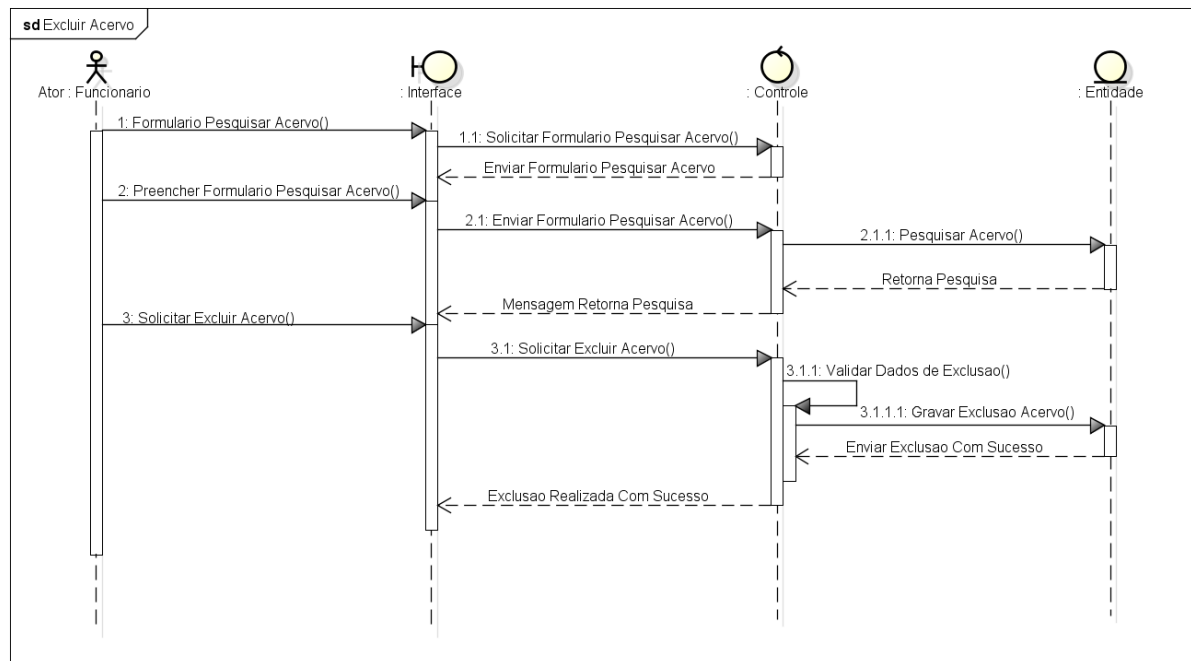 sd Excluir Acervo
Ator : Funcionario
: Interface
: Controle
: Entidade
1: Formulario Pesquisar Acervo()
1.1: Solicitar Formulario Pesquisar Acervo()
Enviar Formulario Pesquisar Acervo
2: Preencher Formulario Pesquisar Acervo()
2.1: Enviar Formulario Pesquisar Acervo()
2.1.1: Pesquisar Acervo()
Retorna Pesquisa
Mensagem Retorna Pesquisa
3: Solicitar Excluir Acervo()
3.1: Solicitar Excluir Acervo()
3.1.1: Validar Dados de Exclusao()
3.1.1.1: Gravar Exclusao Acervo()
Enviar Exclusao Com Sucesso
Exclusao Realizada Com Sucesso